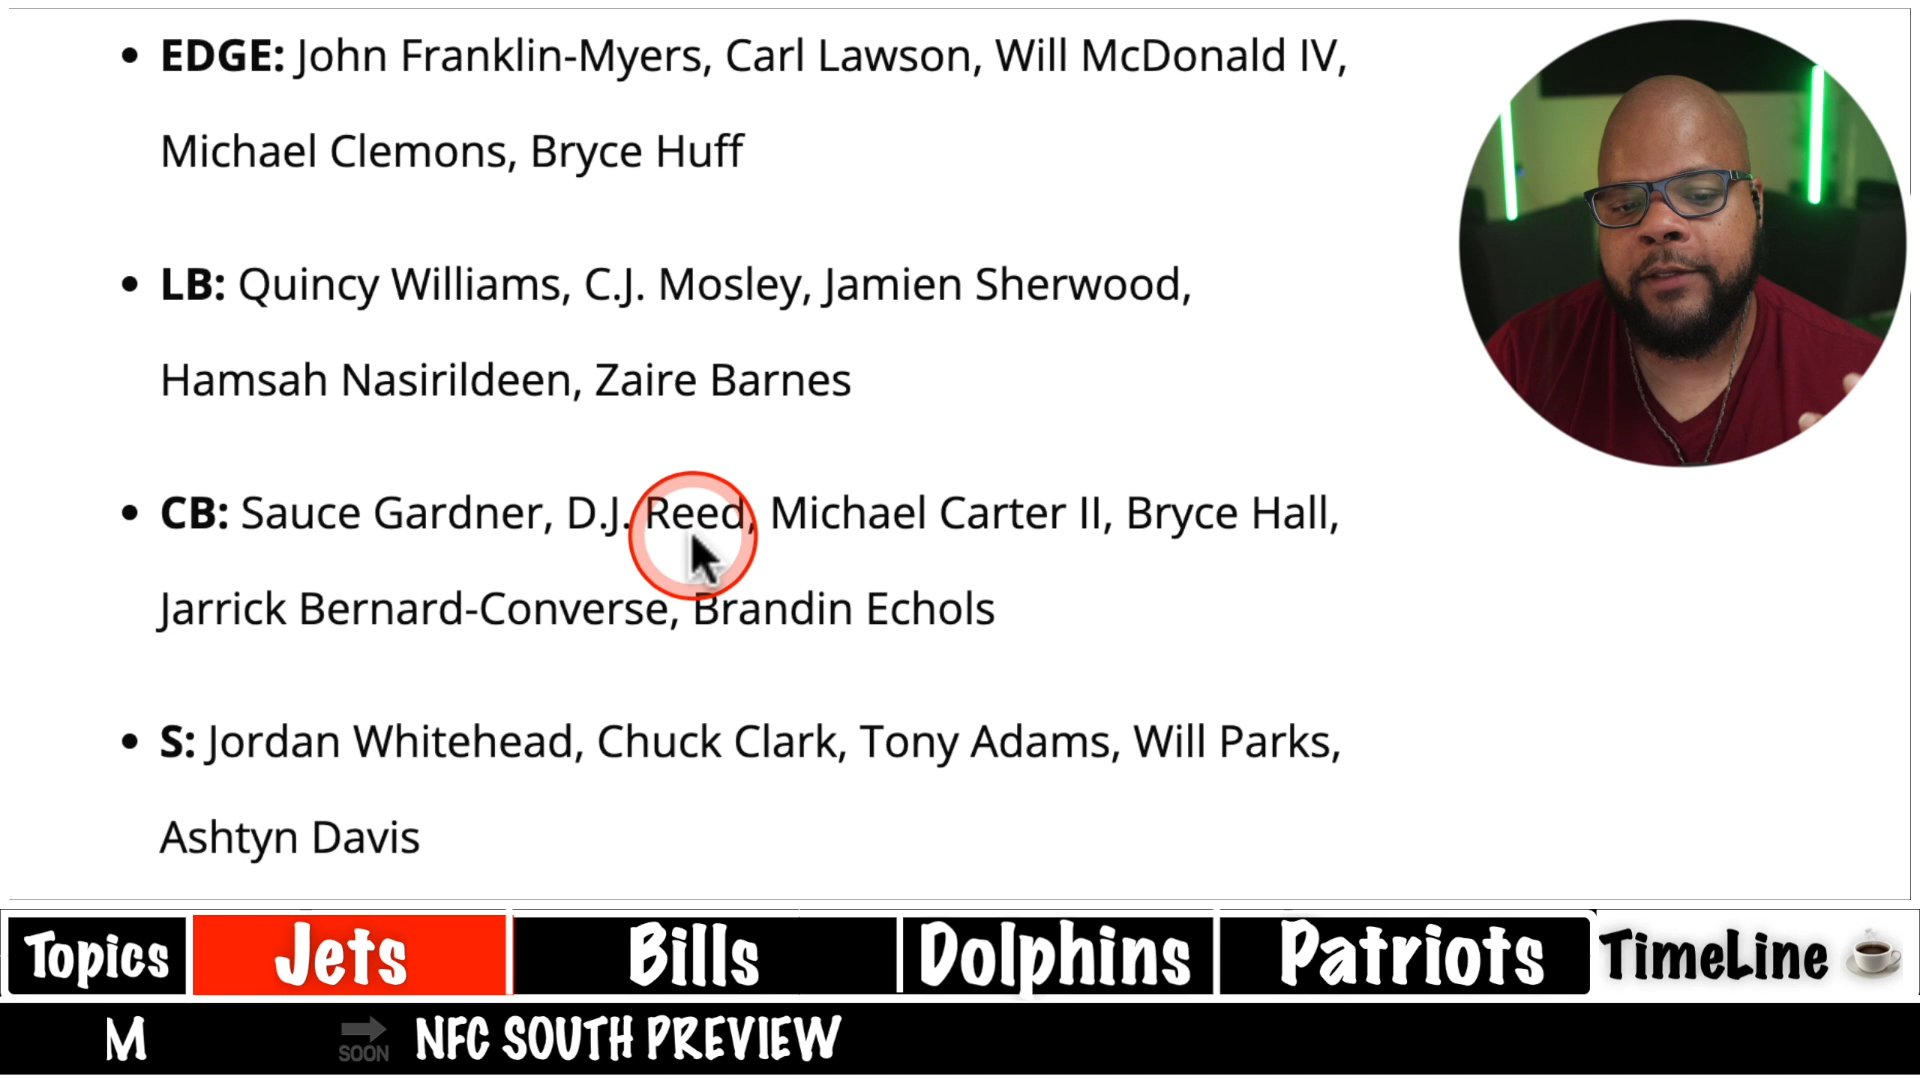 • EDGE: John Franklin-Myers, Carl Lawson, Will McDonald IV,
Michael Clemons, Bryce Huff
• LB: Quincy Williams, C.J. Mosley, Jamien Sherwood,
Hamsah Nasirildeen, Zaire Barnes
• CB: Sauce Gardner, D.J. Reed, Michael Carter II, Bryce Hall,
Jarrick Bernard-Converse, Brandin Echols
• S: Jordan Whitehead, Chuck Clark, Tony Adams, Will Parks,
Ashtyn Davis
Topics Jets Bills Dolphins Patriots TimeLine
M SOON NFC SOUTH PREVIEW